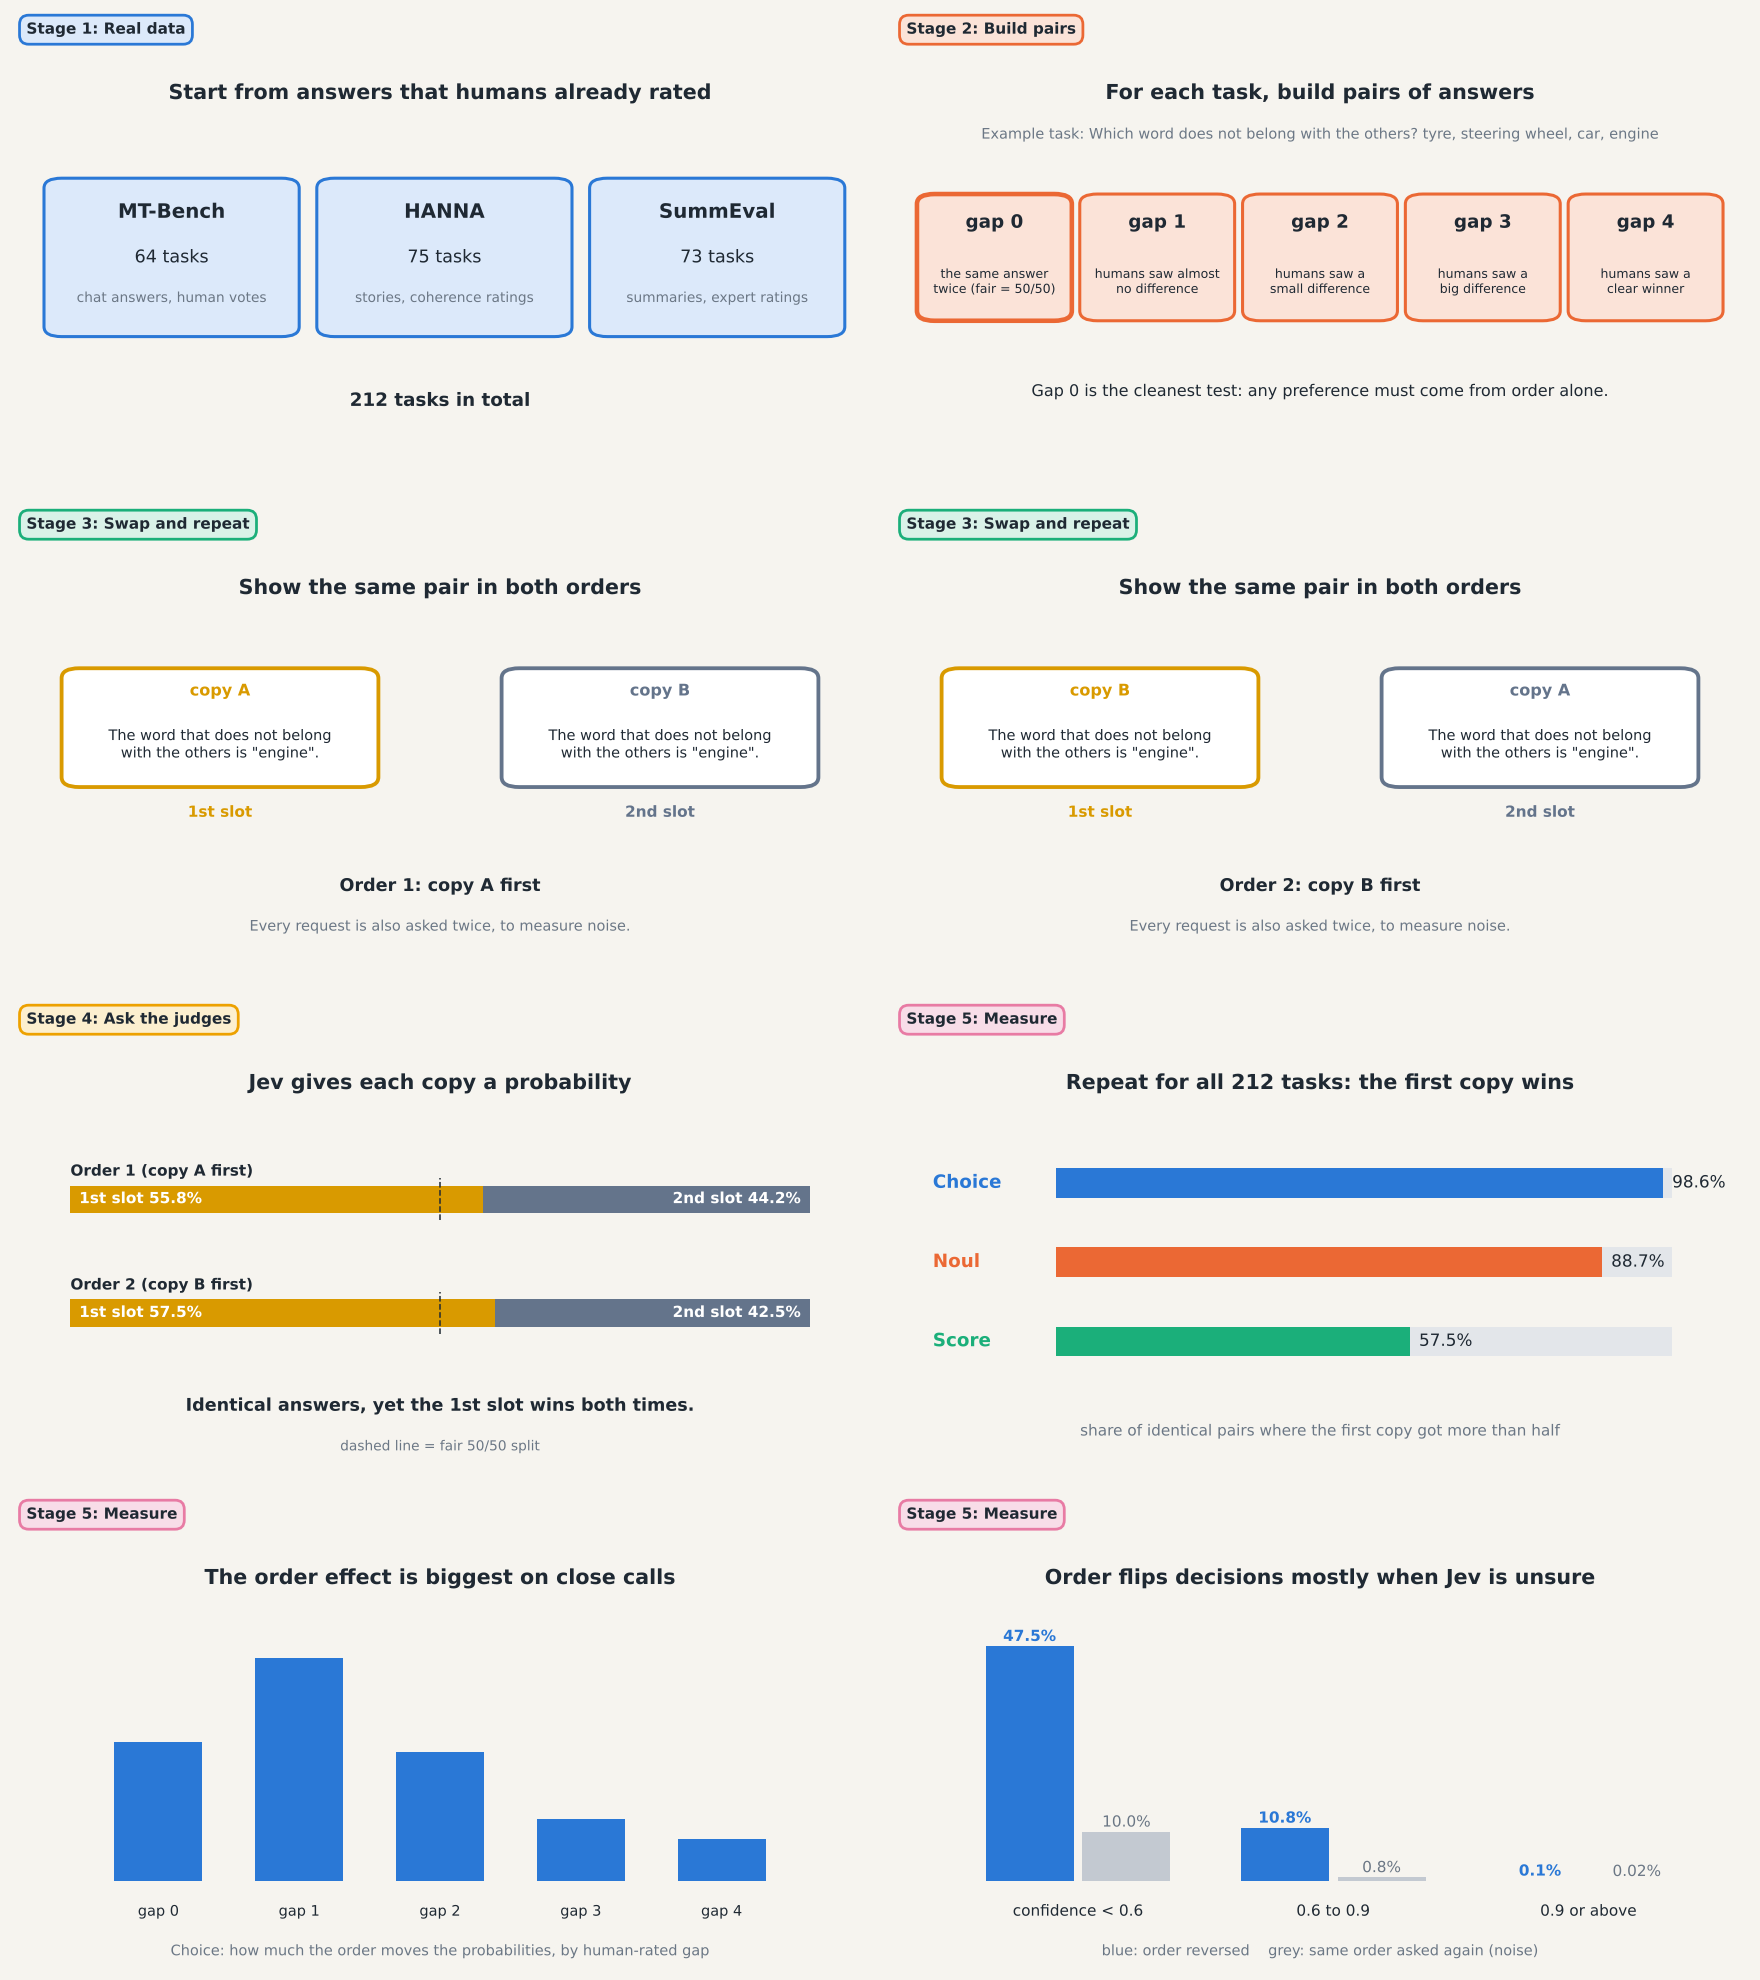 Stage 1: Real data
Start from answers that humans already rated
MT-Bench
64 tasks
chat answers, human votes
HANNA
75 tasks
stories, coherence ratings
SummEval
73 tasks
summaries, expert ratings
212 tasks in total
Stage 2: Build pairs
For each task, build pairs of answers
Example task: Which word does not belong with the others? tyre, steering wheel, car, engine
gap 0
the same answer
twice (fair = 50/50)
gap 1
humans saw almost
no difference
gap 2
humans saw a
small difference
gap 3
humans saw a
big difference
gap 4
humans saw a
clear winner
Gap 0 is the cleanest test: any preference must come from order alone.
Stage 3: Swap and repeat
Show the same pair in both orders
copy A
The word that does not belong
with the others is "engine".
1st slot
copy B
The word that does not belong
with the others is "engine".
2nd slot
Order 1: copy A first
Every request is also asked twice, to measure noise.
Stage 3: Swap and repeat
Show the same pair in both orders
copy B
The word that does not belong
with the others is "engine".
1st slot
copy A
The word that does not belong
with the others is "engine".
2nd slot
Order 2: copy B first
Every request is also asked twice, to measure noise.
Stage 4: Ask the judges
Jev gives each copy a probability
Order 1 (copy A first)
1st slot 55.8% 2nd slot 44.2%
Order 2 (copy B first)
1st slot 57.5% 2nd slot 42.5%
Identical answers, yet the 1st slot wins both times.
dashed line = fair 50/50 split
Stage 5: Measure
Repeat for all 212 tasks: the first copy wins
Choice 98.6%
Noul 88.7%
Score 57.5%
share of identical pairs where the first copy got more than half
Stage 5: Measure
The order effect is biggest on close calls
gap 0 gap 1 gap 2 gap 3 gap 4
Choice: how much the order moves the probabilities, by human-rated gap
Stage 5: Measure
Order flips decisions mostly when Jev is unsure
47.5%
10.0%
10.8%
0.8%
0.1%
0.02%
confidence < 0.6 0.6 to 0.9 0.9 or above
blue: order reversed grey: same order asked again (noise)